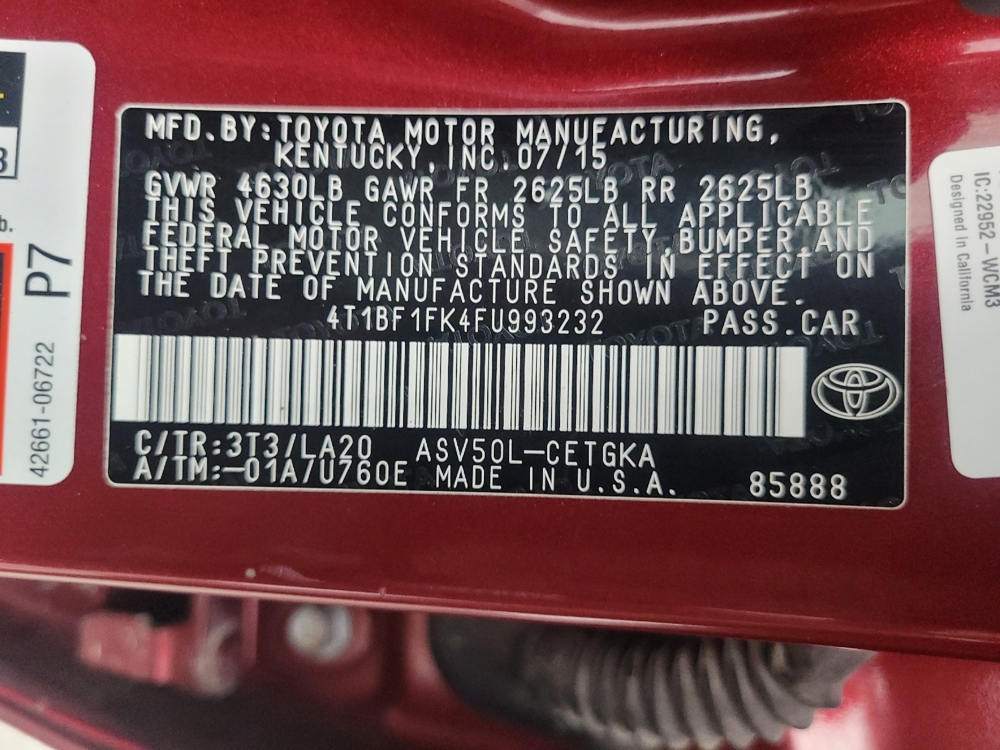 MFD.BY:TOYOTA MOTOR MANUFACTURING,
KENTUCKY, INC. 07/15
GVWR 4630LB GAWR FR 2625LB RR 2625LB
THIS VEHICLE CONFORMS TO ALL APPLICABLE
FEDERAL MOTOR VEHICLE SAFETY, BUMPER, AND
THEFT PREVENTION STANDARDS IN EFFECT ON
THE DATE OF MANUFACTURE SHOWN ABOVE.
4T1BF1FK4FU993232 PASS.CAR
C/TR:3T3/LA20 ASV50L-CETGKA
A/TM:-01A/U760E MADE IN U.S.A. 85888
P7
42661-06722
IC:22952-WCM3
Designed in California